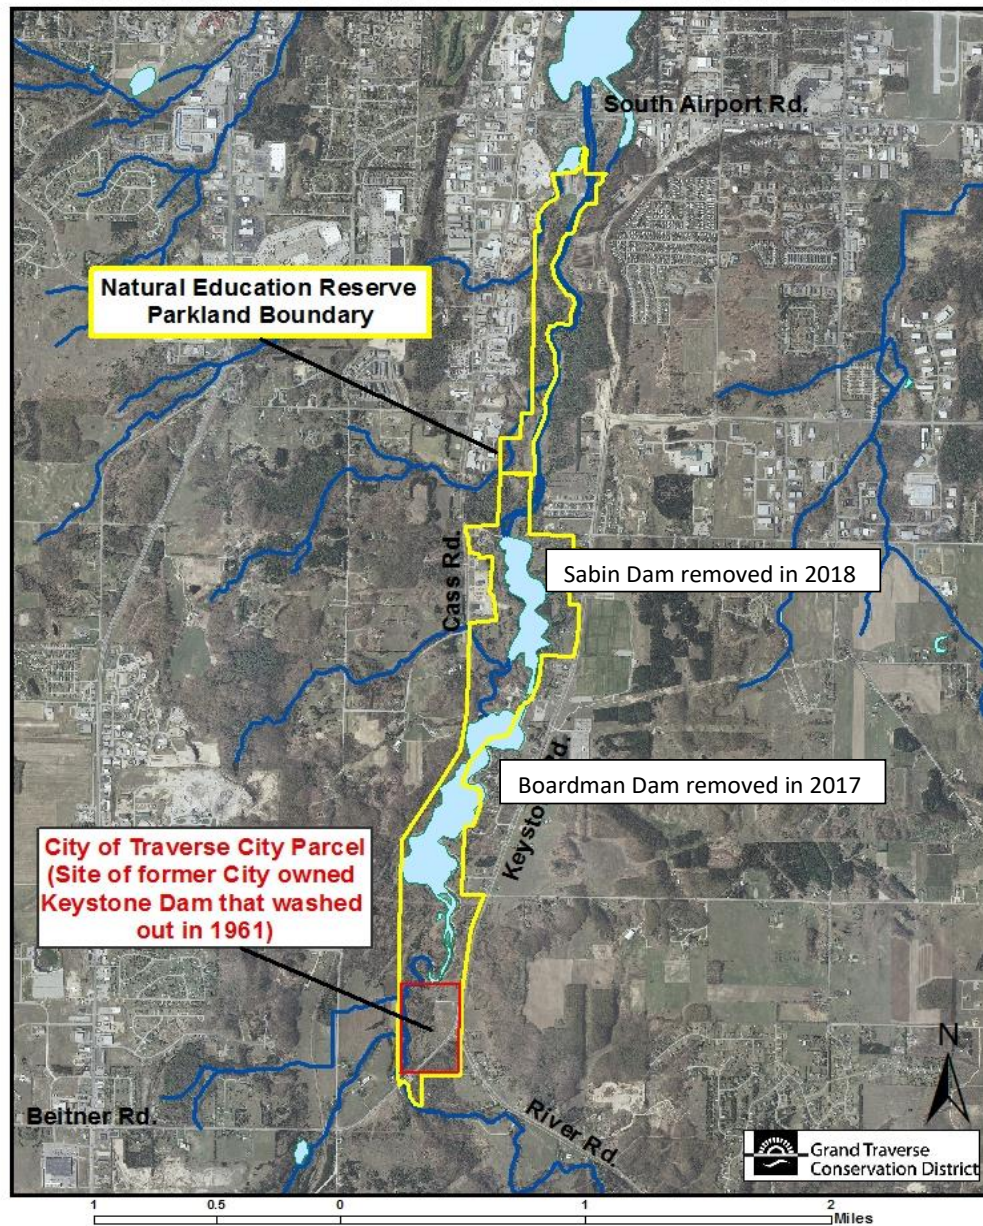 South Airport Rd.
Natural Education Reserve
Parkland Boundary
Cass Rd.
Sabin Dam removed in 2018
Boardman Dam removed in 2017
City of Traverse City Parcel
(Site of former City owned
Keystone Dam that washed
out in 1961)
N
Beitner Rd.
River Rd.
Grand Traverse
Conservation District
1 0.5 0 1 2
Miles